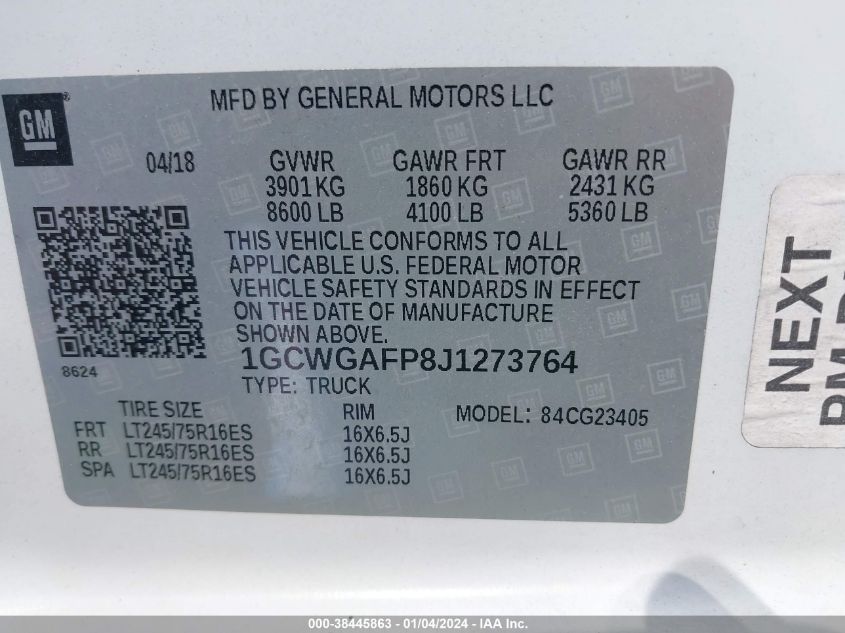 MFD BY GENERAL MOTORS LLC
GM
04/18 GVWR GAWR FRT GAWR RR
3901 KG 1860 KG 2431 KG
8600 LB 4100 LB 5360 LB
THIS VEHICLE CONFORMS TO ALL
APPLICABLE U.S. FEDERAL MOTOR
VEHICLE SAFETY STANDARDS IN EFFECT
ON THE DATE OF MANUFACTURE
SHOWN ABOVE.
8624
1GCWGAFP8J1273764
TYPE: TRUCK
TIRE SIZE RIM MODEL: 84CG23405
FRT LT245/75R16ES 16X6.5J
RR LT245/75R16ES 16X6.5J
SPA LT245/75R16ES 16X6.5J
NEXT
PM
000-38445863 - 01/04/2024 - IAA Inc.